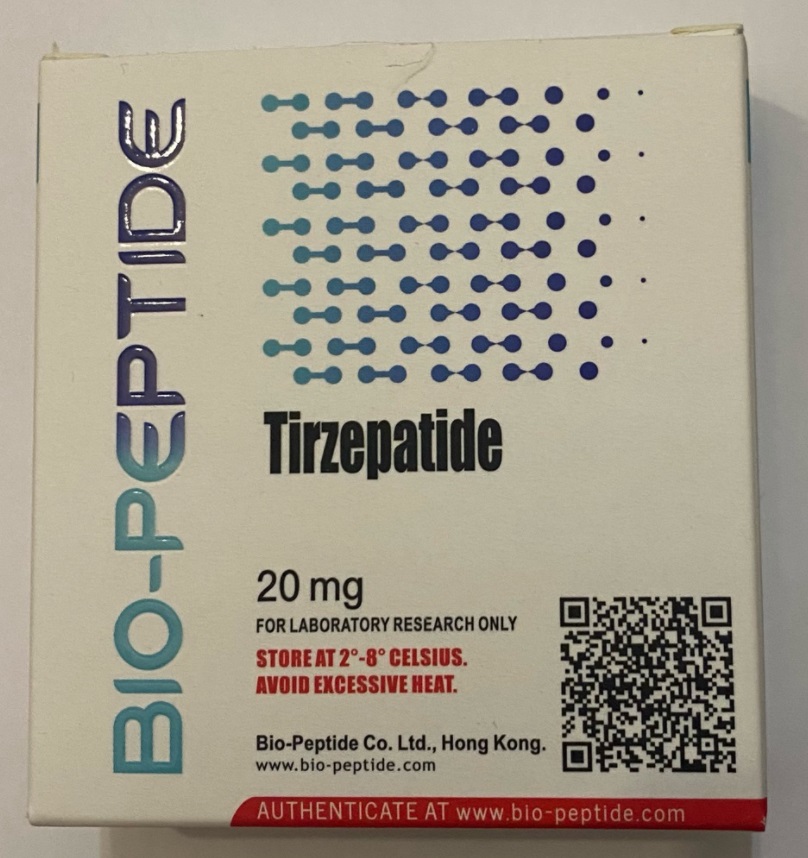 BIO-PEPTIDE
Tirzepatide
20 mg
FOR LABORATORY RESEARCH ONLY
STORE AT 2°-8° CELSIUS.
AVOID EXCESSIVE HEAT.
Bio-Peptide Co. Ltd., Hong Kong.
www.bio-peptide.com
AUTHENTICATE AT www.bio-peptide.com